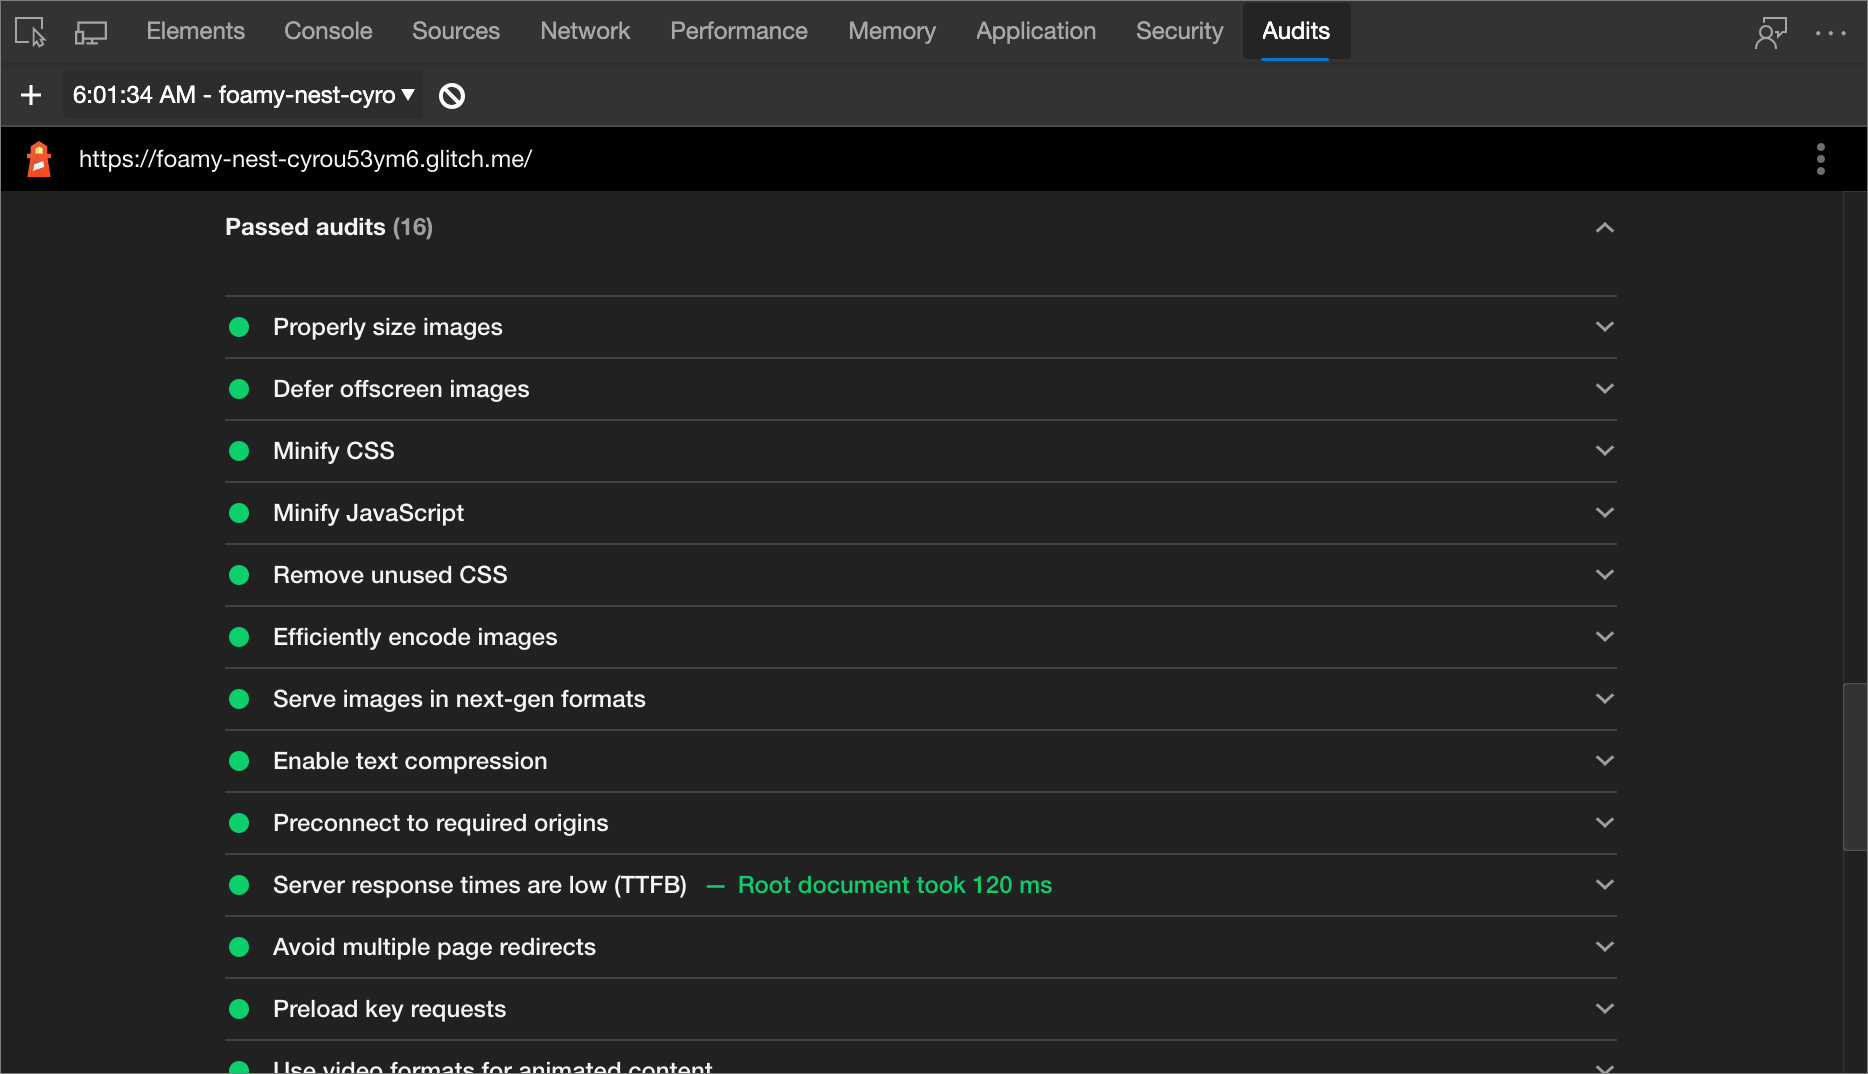 Elements Console Sources Network Performance Memory Application Security Audits
6:01:34 AM - foamy-nest-cyro
https://foamy-nest-cyrou53ym6.glitch.me/
Passed audits (16)
Properly size images
Defer offscreen images
Minify CSS
Minify JavaScript
Remove unused CSS
Efficiently encode images
Serve images in next-gen formats
Enable text compression
Preconnect to required origins
Server response times are low (TTFB) — Root document took 120 ms
Avoid multiple page redirects
Preload key requests
Use video formats for animated content